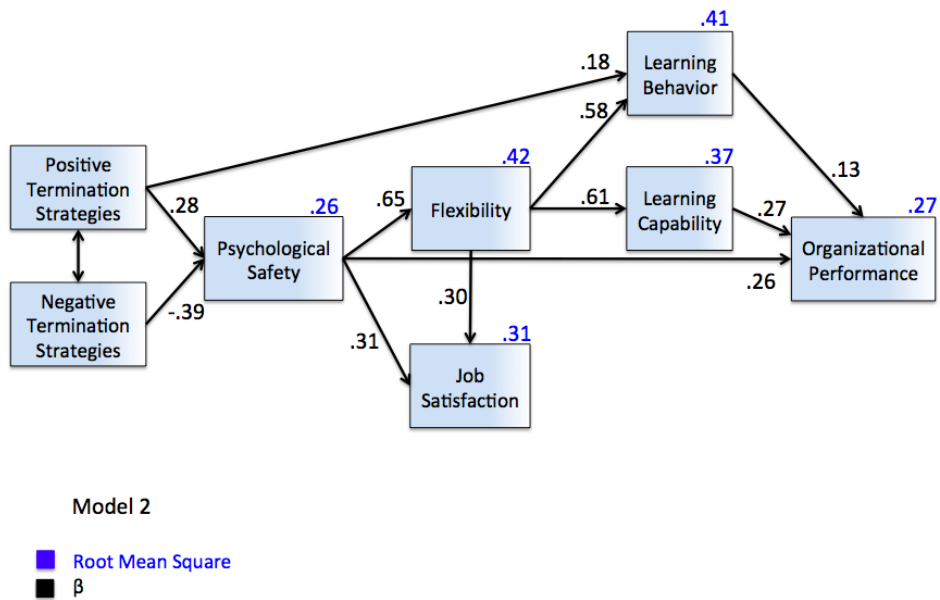 .41
Learning
Behavior
.18
.58
Positive
Termination
Strategies
.28
.42
Flexibility
.65
.37
Learning
Capability
.61
.13
.27
.27
Organizational
Performance
.26
.26
Psychological
Safety
Negative
Termination
Strategies
-.39
.30
.31
.31
Job
Satisfaction
Model 2
Root Mean Square
β